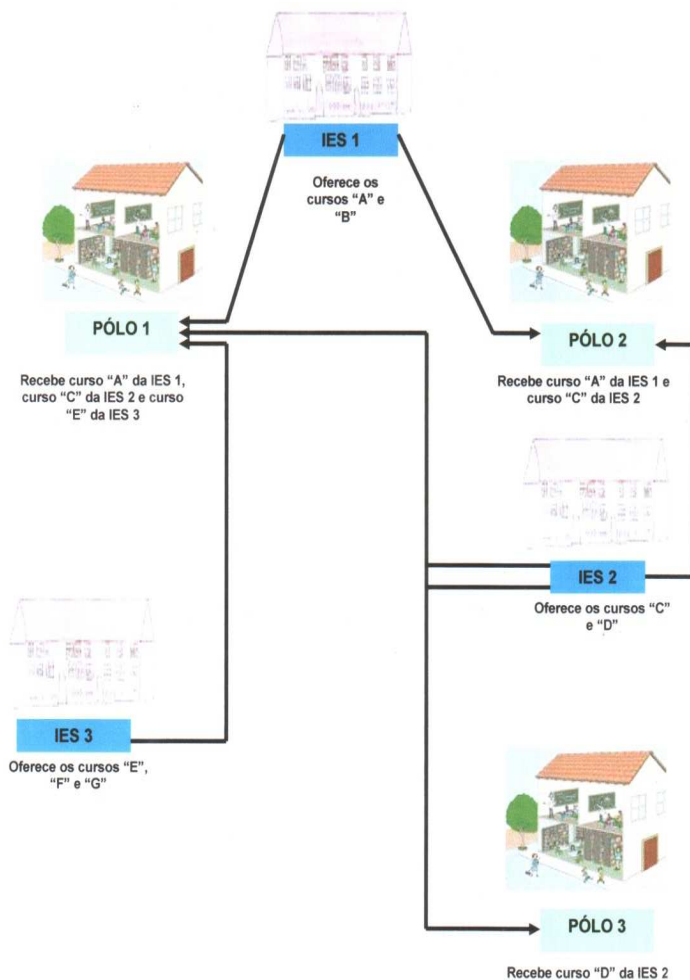 IES 1
Oferece os
cursos "A" e
"B"
PÓLO 1
Recebe curso "A" da IES 1,
curso "C" da IES 2 e curso
"E" da IES 3
PÓLO 2
Recebe curso "A" da IES 1 e
curso "C" da IES 2
IES 2
Oferece os cursos "C"
e "D"
IES 3
Oferece os cursos "E",
"F" e "G"
PÓLO 3
Recebe curso "D" da IES 2